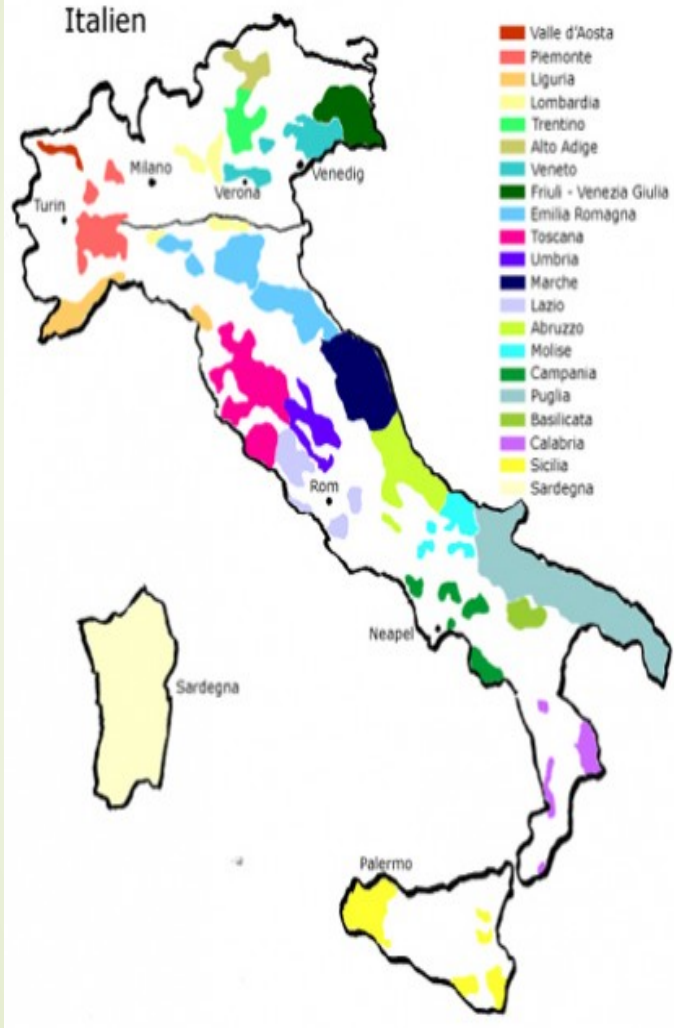 Italien
Valle d'Aosta
Piemonte
Liguria
Lombardia
Trentino
Alto Adige
Veneto
Friuli - Venezia Giulia
Emilia Romagna
Toscana
Umbria
Marche
Lazio
Abruzzo
Molise
Campania
Puglia
Basilicata
Calabria
Sicilia
Sardegna
Milano
Verona
Venedig
Turin
Rom
Neapel
Sardegna
Palermo